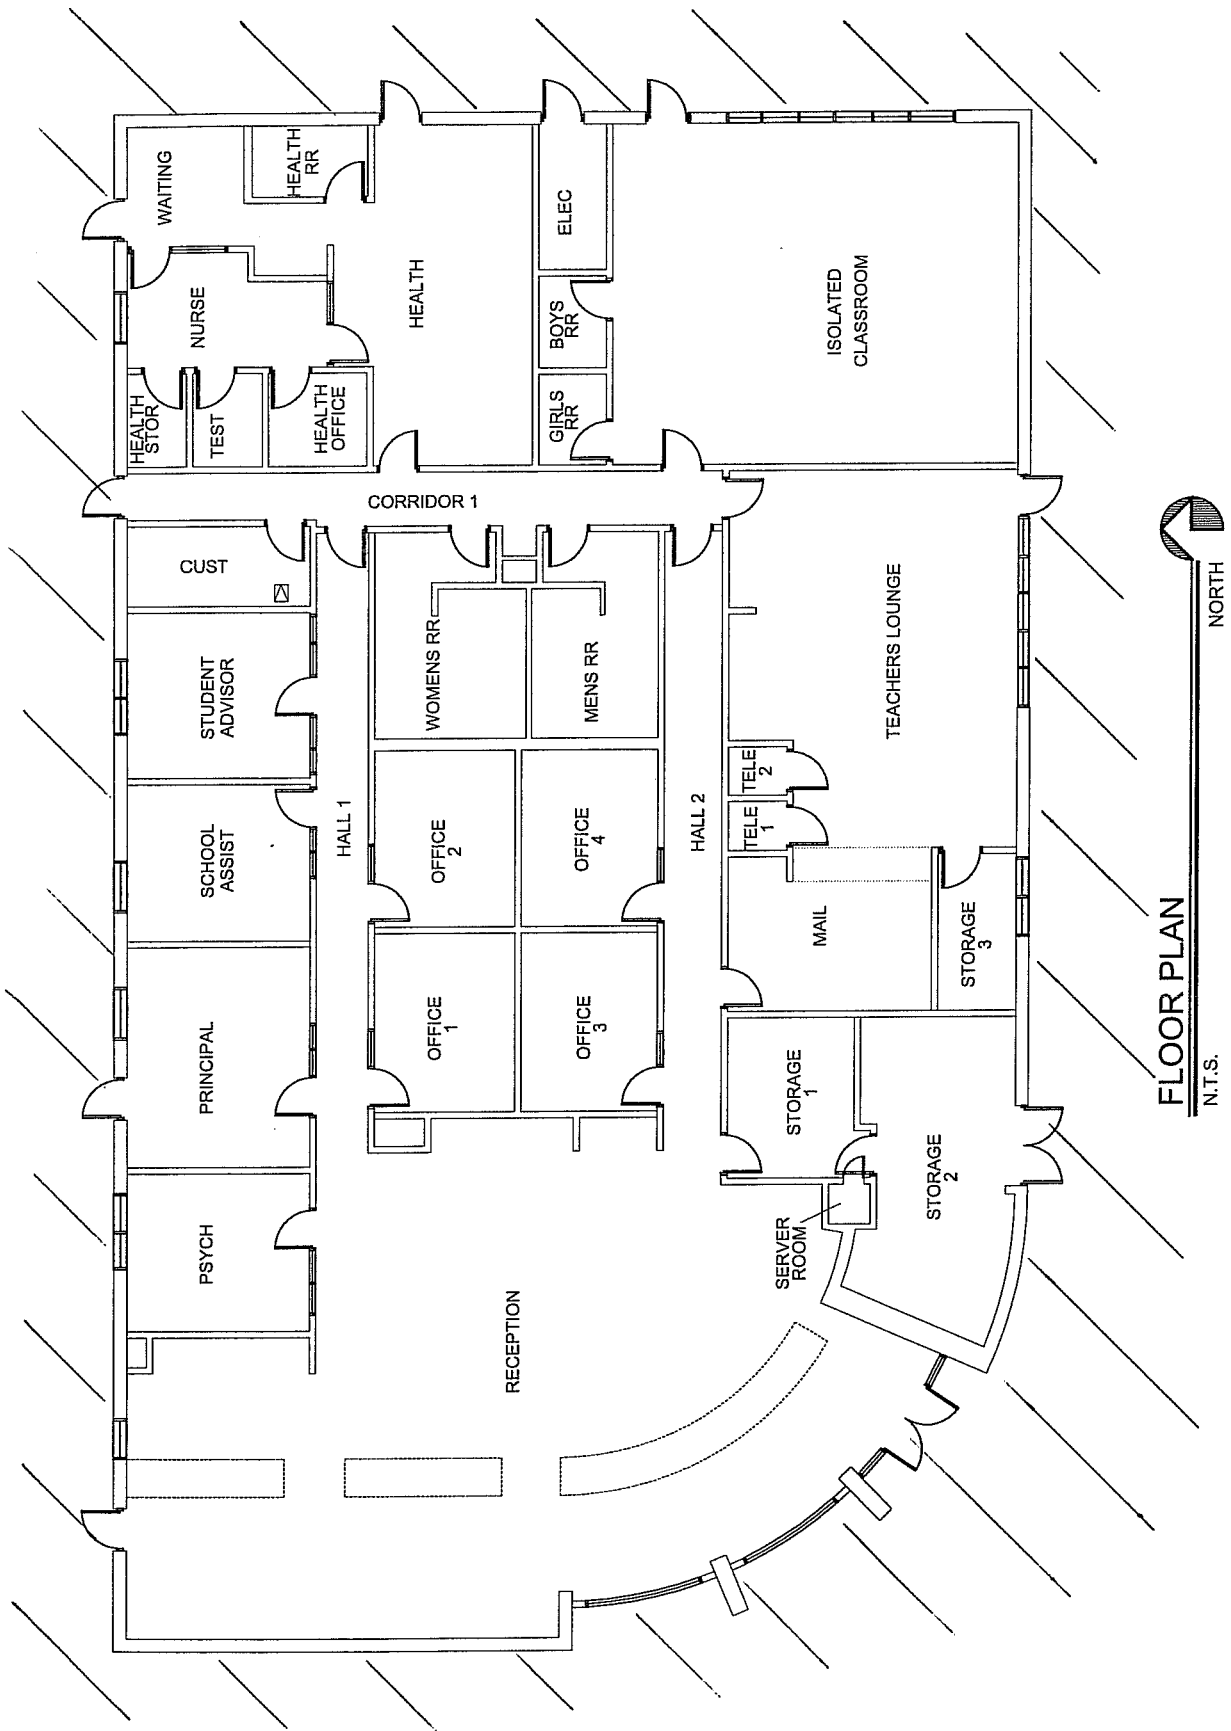 WAITING
HEALTH
RR
NURSE
HEALTH
STOR
TEST
HEALTH
OFFICE
HEALTH
ELEC
BOYS
RR
GIRLS
RR
ISOLATED
CLASSROOM
CORRIDOR 1
CUST
STUDENT
ADVISOR
SCHOOL
ASSIST
PRINCIPAL
PSYCH
HALL 1
WOMENS RR
MENS RR
OFFICE
2
OFFICE
4
OFFICE
1
OFFICE
3
HALL 2
TEACHERS LOUNGE
TELE
2
TELE
1
MAIL
STORAGE
3
STORAGE
1
STORAGE
2
SERVER
ROOM
RECEPTION
FLOOR PLAN
N.T.S.
NORTH